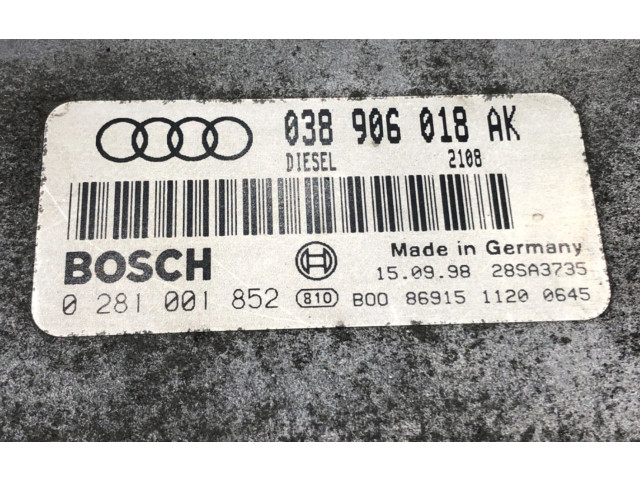 038 906 018 AK
DIESEL 2108
BOSCH Made in Germany
15.09.98 28SA3735
0 281 001 852 810 B00 86915 1120 0645